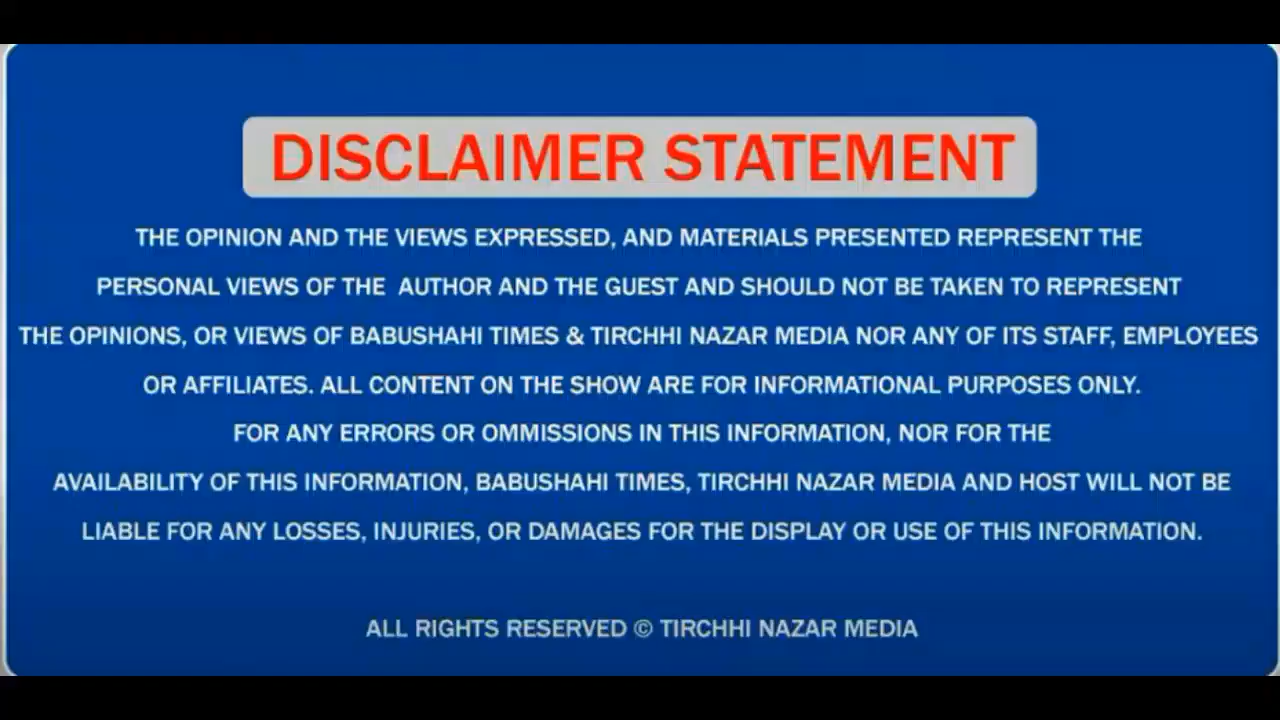 DISCLAIMER STATEMENT
THE OPINION AND THE VIEWS EXPRESSED, AND MATERIALS PRESENTED REPRESENT THE
PERSONAL VIEWS OF THE AUTHOR AND THE GUEST AND SHOULD NOT BE TAKEN TO REPRESENT
THE OPINIONS, OR VIEWS OF BABUSHAHI TIMES & TIRCHHI NAZAR MEDIA NOR ANY OF ITS STAFF, EMPLOYEES
OR AFFILIATES. ALL CONTENT ON THE SHOW ARE FOR INFORMATIONAL PURPOSES ONLY.
FOR ANY ERRORS OR OMMISSIONS IN THIS INFORMATION, NOR FOR THE
AVAILABILITY OF THIS INFORMATION, BABUSHAHI TIMES, TIRCHHI NAZAR MEDIA AND HOST WILL NOT BE
LIABLE FOR ANY LOSSES, INJURIES, OR DAMAGES FOR THE DISPLAY OR USE OF THIS INFORMATION.
ALL RIGHTS RESERVED © TIRCHHI NAZAR MEDIA